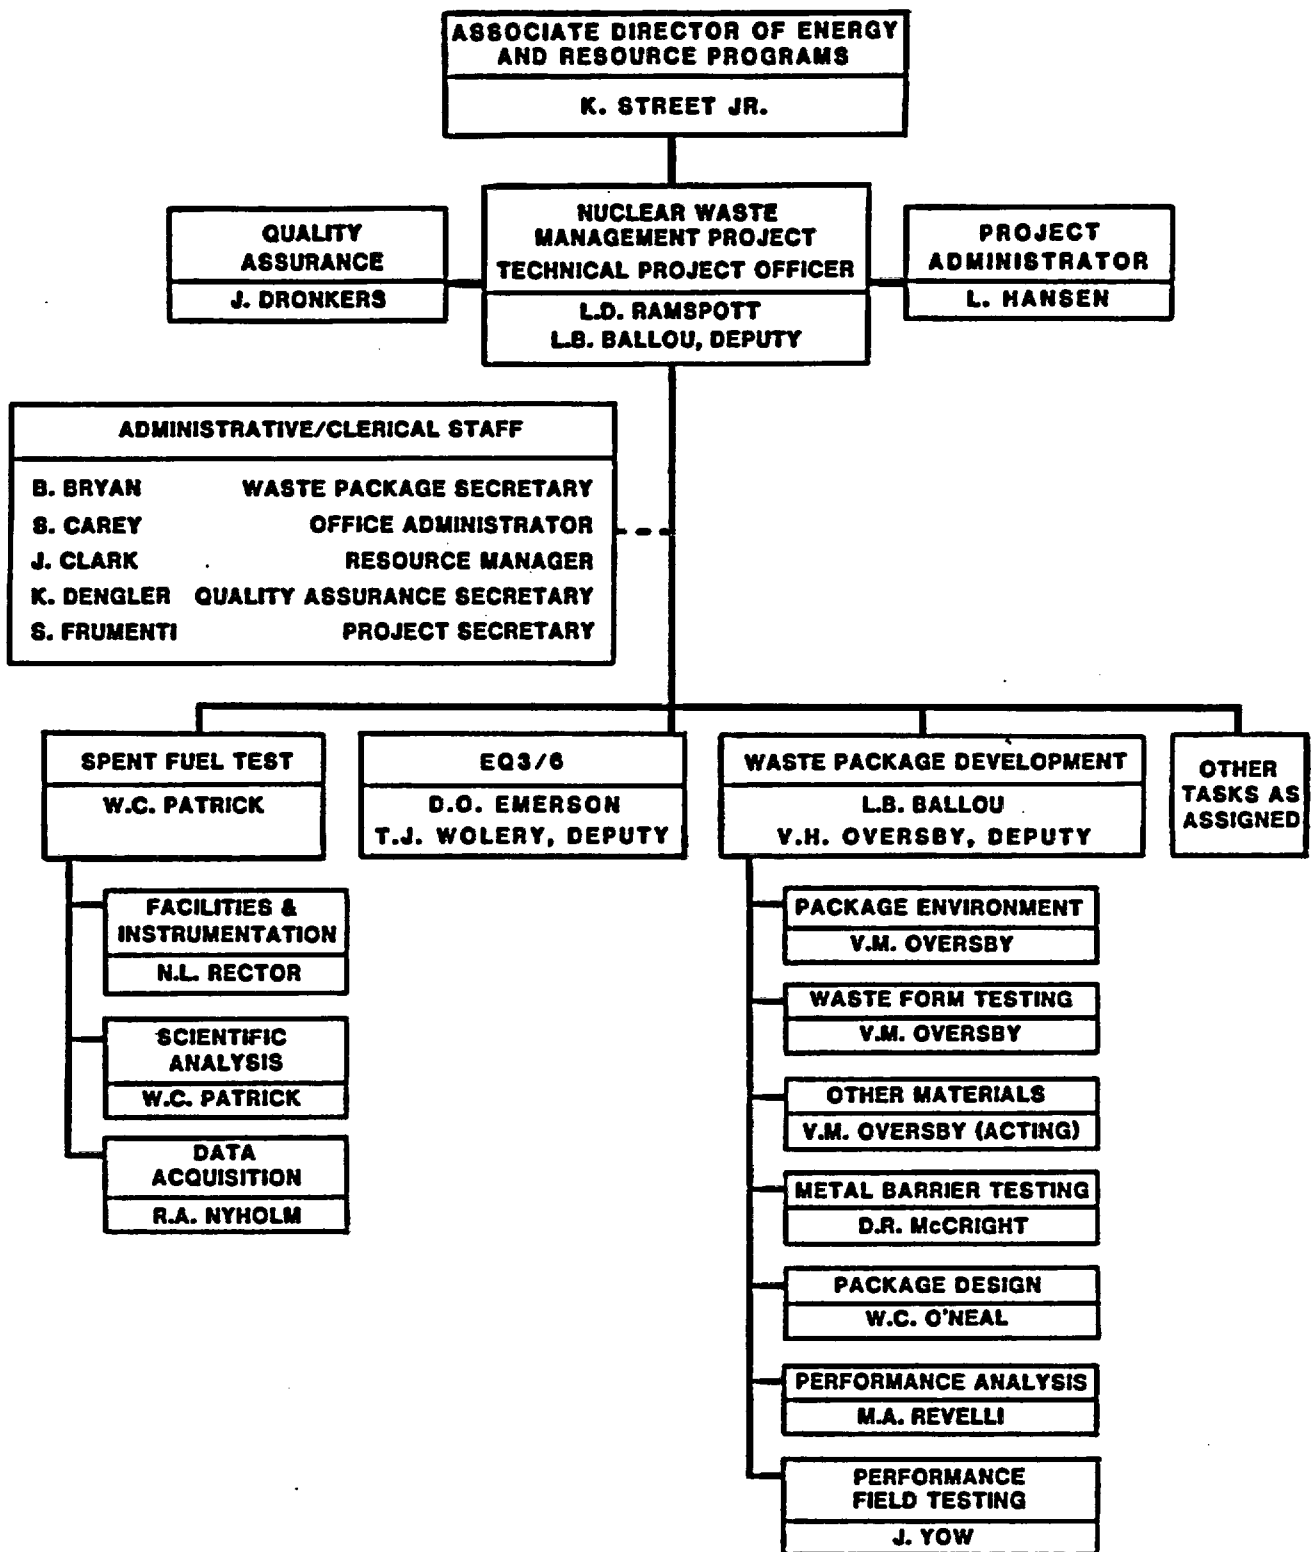 ASSOCIATE DIRECTOR OF ENERGY
AND RESOURCE PROGRAMS
K. STREET JR.
QUALITY
ASSURANCE
J. DRONKERS
NUCLEAR WASTE
MANAGEMENT PROJECT
TECHNICAL PROJECT OFFICER
L.D. RAMSPOTT
L.B. BALLOU, DEPUTY
PROJECT
ADMINISTRATOR
L. HANSEN
ADMINISTRATIVE/CLERICAL STAFF
B. BRYAN WASTE PACKAGE SECRETARY
S. CAREY OFFICE ADMINISTRATOR
J. CLARK RESOURCE MANAGER
K. DENGLER QUALITY ASSURANCE SECRETARY
S. FRUMENTI PROJECT SECRETARY
SPENT FUEL TEST
W.C. PATRICK
FACILITIES &
INSTRUMENTATION
N.L. RECTOR
SCIENTIFIC
ANALYSIS
W.C. PATRICK
DATA
ACQUISITION
R.A. NYHOLM
EQ3/6
D.O. EMERSON
T.J. WOLERY, DEPUTY
WASTE PACKAGE DEVELOPMENT
L.B. BALLOU
V.H. OVERSBY, DEPUTY
PACKAGE ENVIRONMENT
V.M. OVERSBY
WASTE FORM TESTING
V.M. OVERSBY
OTHER MATERIALS
V.M. OVERSBY (ACTING)
METAL BARRIER TESTING
D.R. McCRIGHT
PACKAGE DESIGN
W.C. O'NEAL
PERFORMANCE ANALYSIS
M.A. REVELLI
PERFORMANCE
FIELD TESTING
J. YOW
OTHER
TASKS AS
ASSIGNED